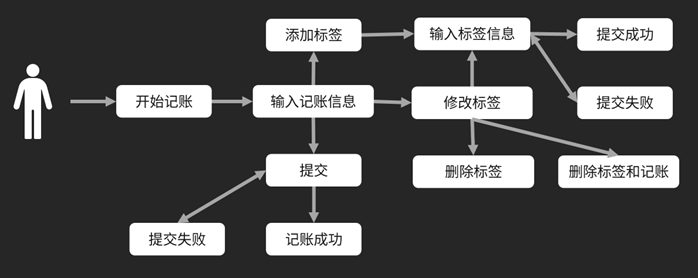 添加标签
输入标签信息
提交成功
开始记账
输入记账信息
修改标签
提交失败
提交
删除标签
删除标签和记账
提交失败
记账成功